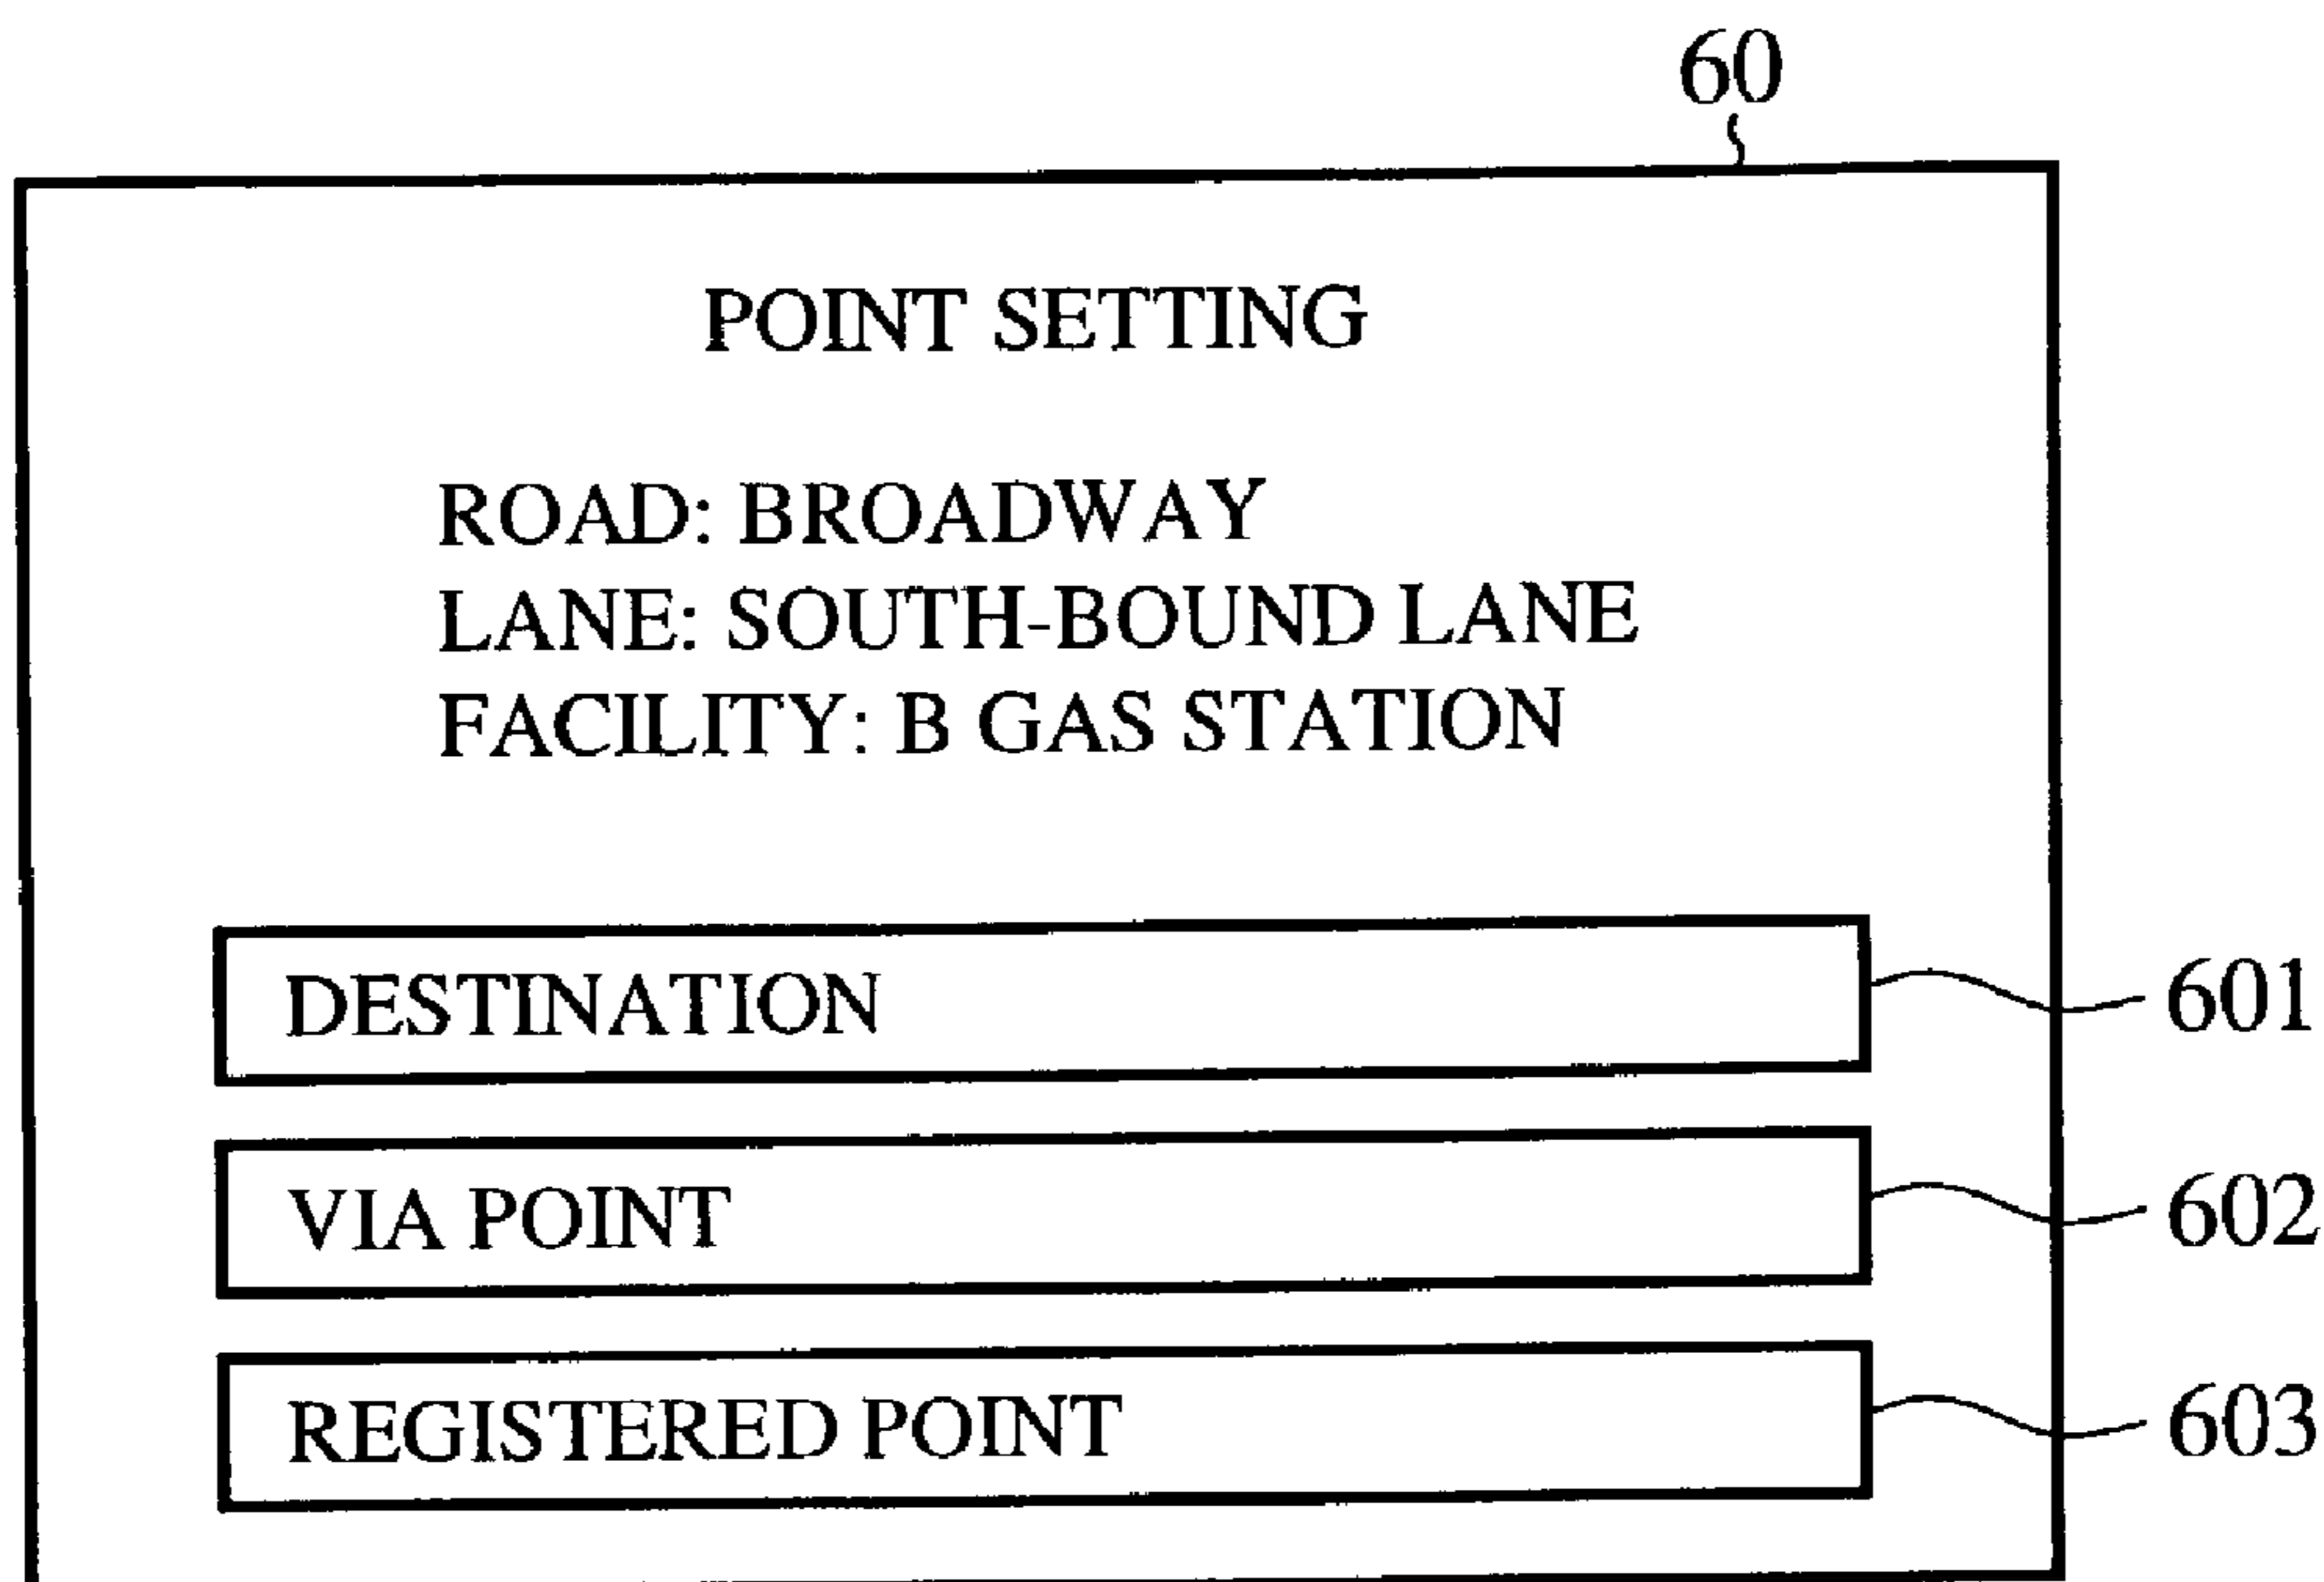 60
POINT SETTING
ROAD: BROADWAY
LANE: SOUTH-BOUND LANE
FACILITY: B GAS STATION
DESTINATION
601
VIA POINT
602
REGISTERED POINT
603